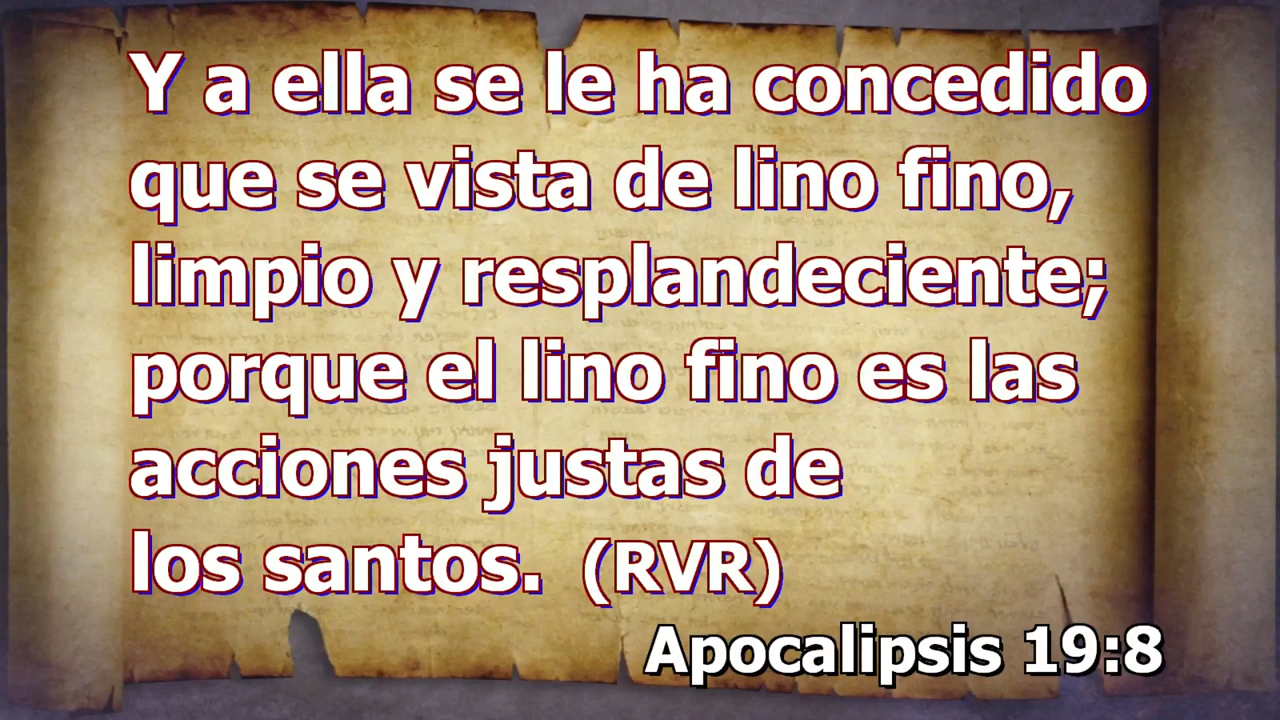 Y a ella se le ha concedido
que se vista de lino fino,
limpio y resplandeciente;
porque el lino fino es las
acciones justas de
los santos. (RVR)
Apocalipsis 19:8